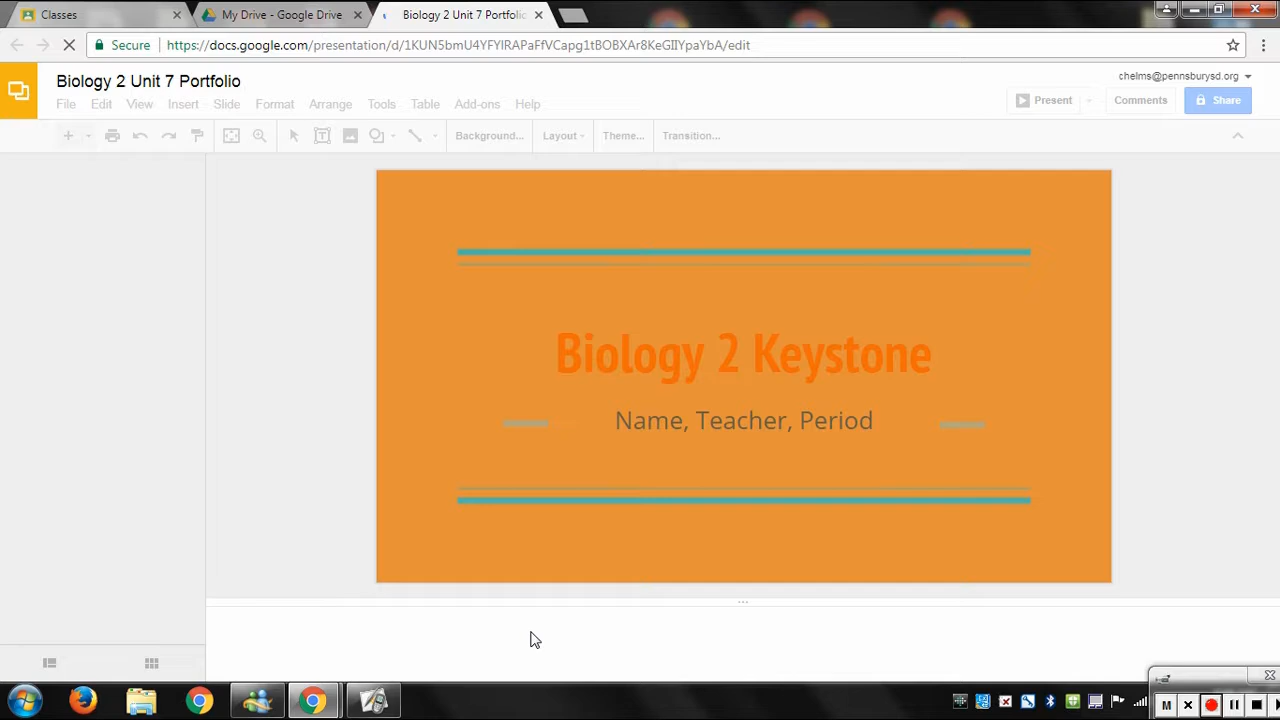 Classes
My Drive - Google Drive
Biology 2 Unit 7 Portfolio
Secure
https://docs.google.com/presentation/d/1KUN5bmU4YFYlRAPaFfVCapg1tBOBXAr8KeGIIYpaYbA/edit
Biology 2 Unit 7 Portfolio
chelms@pennsburysd.org
File Edit View Insert Slide Format Arrange Tools Table Add-ons Help
Present Comments Share
Background... Layout Theme... Transition...
Biology 2 Keystone
Name, Teacher, Period
M